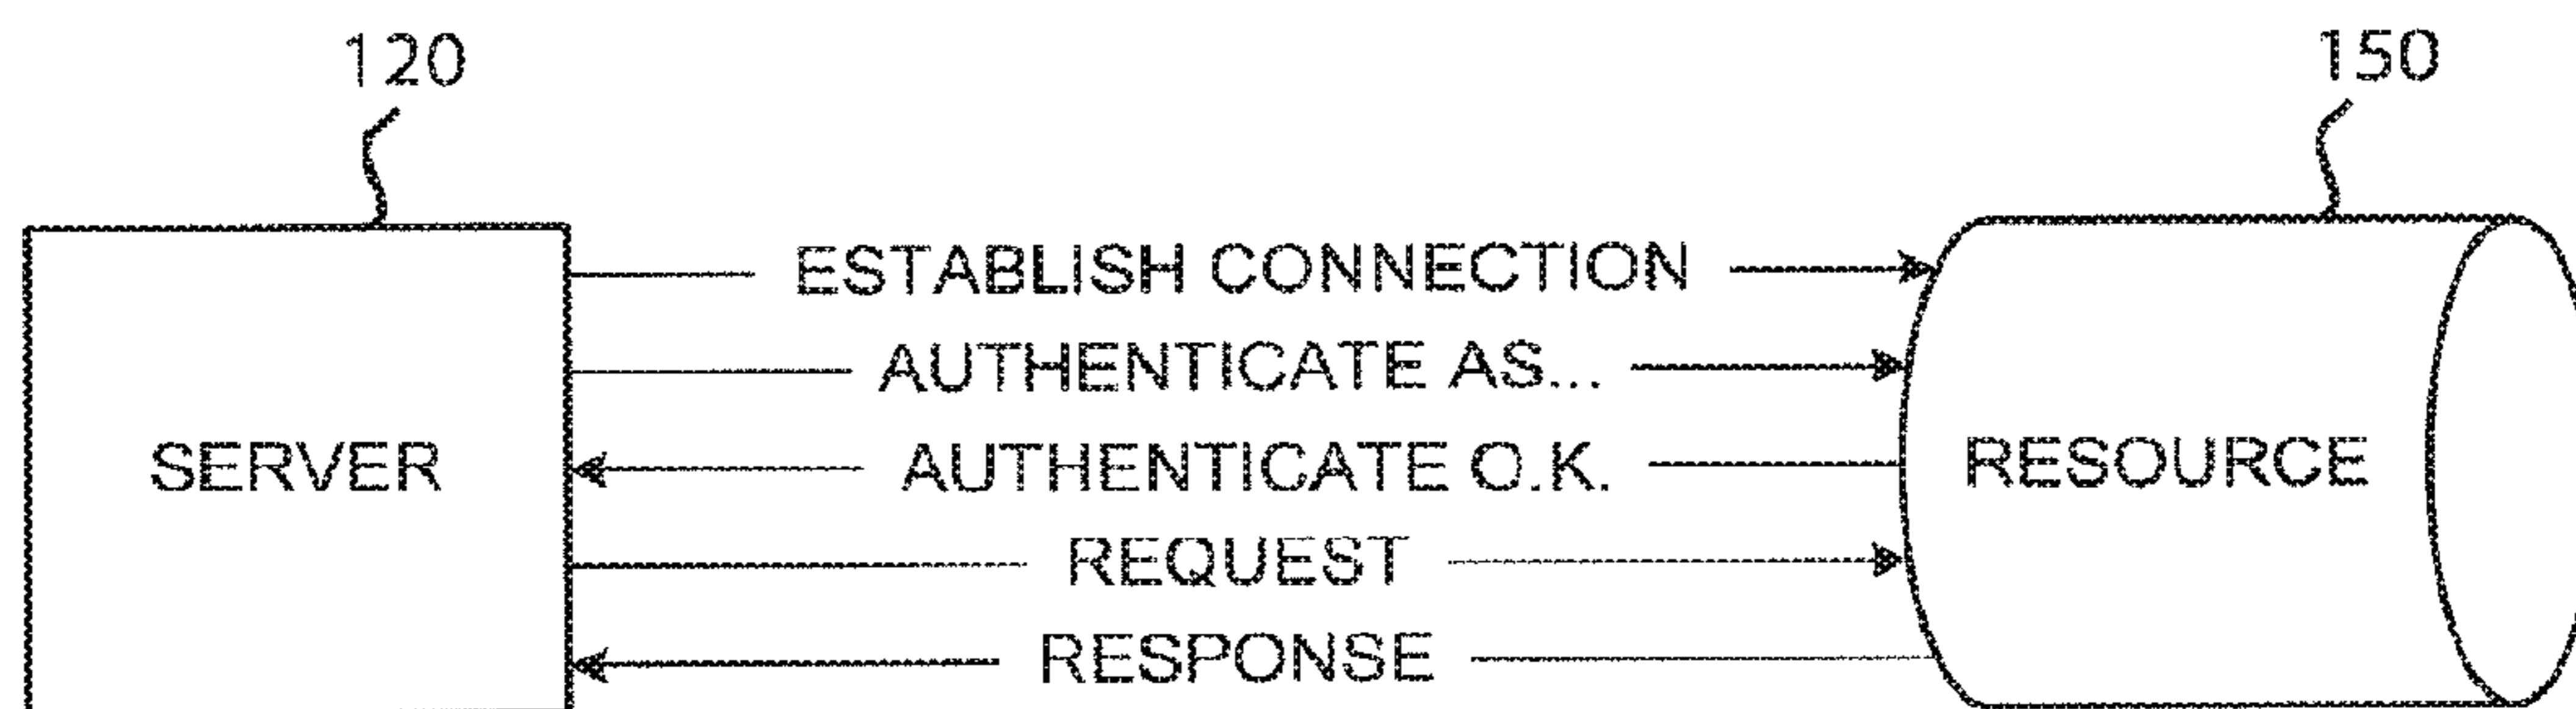 120
150
ESTABLISH CONNECTION
AUTHENTICATE AS...
SERVER
AUTHENTICATE O.K.
RESOURCE
REQUEST
RESPONSE